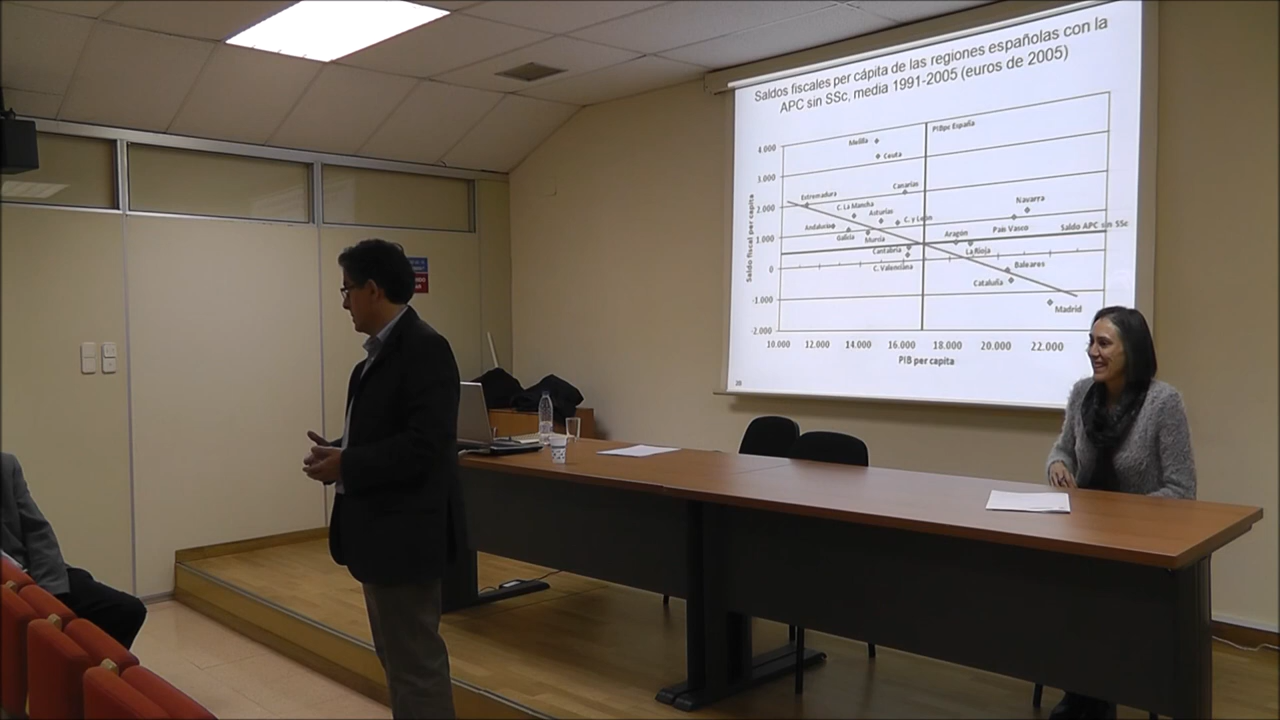 Saldos fiscales per cápita de las regiones españolas con la
APC sin SSc, media 1991-2005 (euros de 2005)
PIBpc España
4.000
Melilla
Ceuta
3.000
Canarias
Extremadura
Navarra
2.000
C. La Mancha
Asturias
C. y León
Andalucía
País Vasco
Saldo APC sin SSc
1.000
Galicia
Murcia
Aragón
Cantabria
La Rioja
0
C. Valenciana
Baleares
Cataluña
-1.000
Madrid
-2.000
Saldo fiscal per capita
10.000 12.000 14.000 16.000 18.000 20.000 22.000
PIB per capita